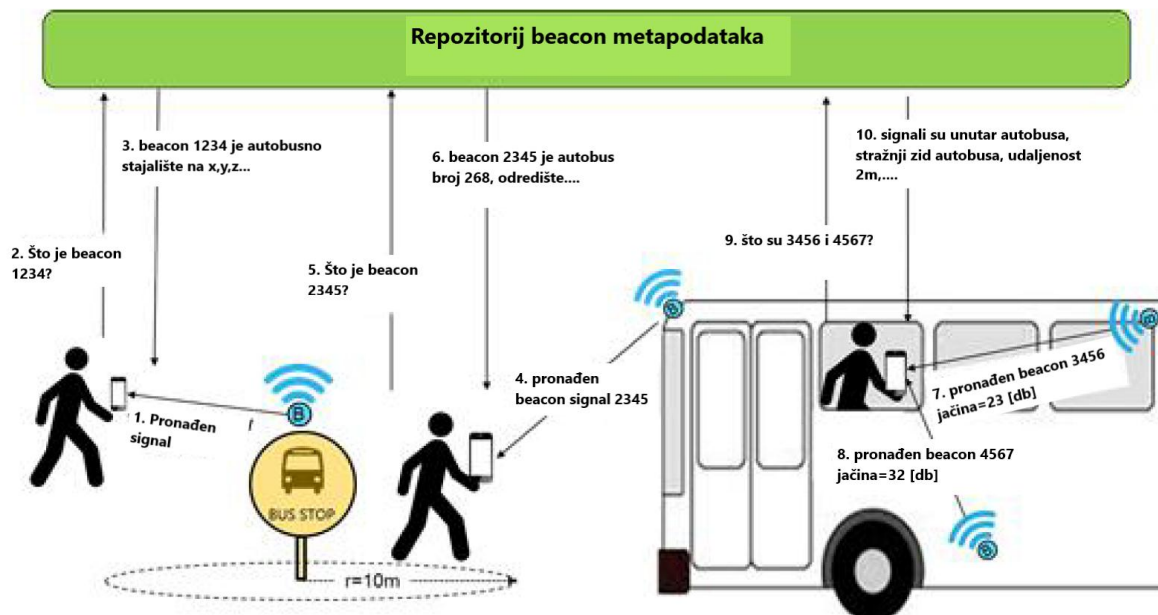 Repozitorij beacon metapodataka
3. beacon 1234 je autobusno
stajalište na x,y,z...
6. beacon 2345 je autobus
broj 268, odredište....
10. signali su unutar autobusa,
stražnji zid autobusa, udaljenost
2m,....
2. Što je beacon
1234?
5. Što je beacon
2345?
9. što su 3456 i 4567?
4. pronađen
beacon signal 2345
1. Pronađen
signal
B
BUS STOP
r=10m
B
B
7. pronađen beacon 3456
jačina=23 [db]
8. pronađen beacon 4567
jačina=32 [db]
B